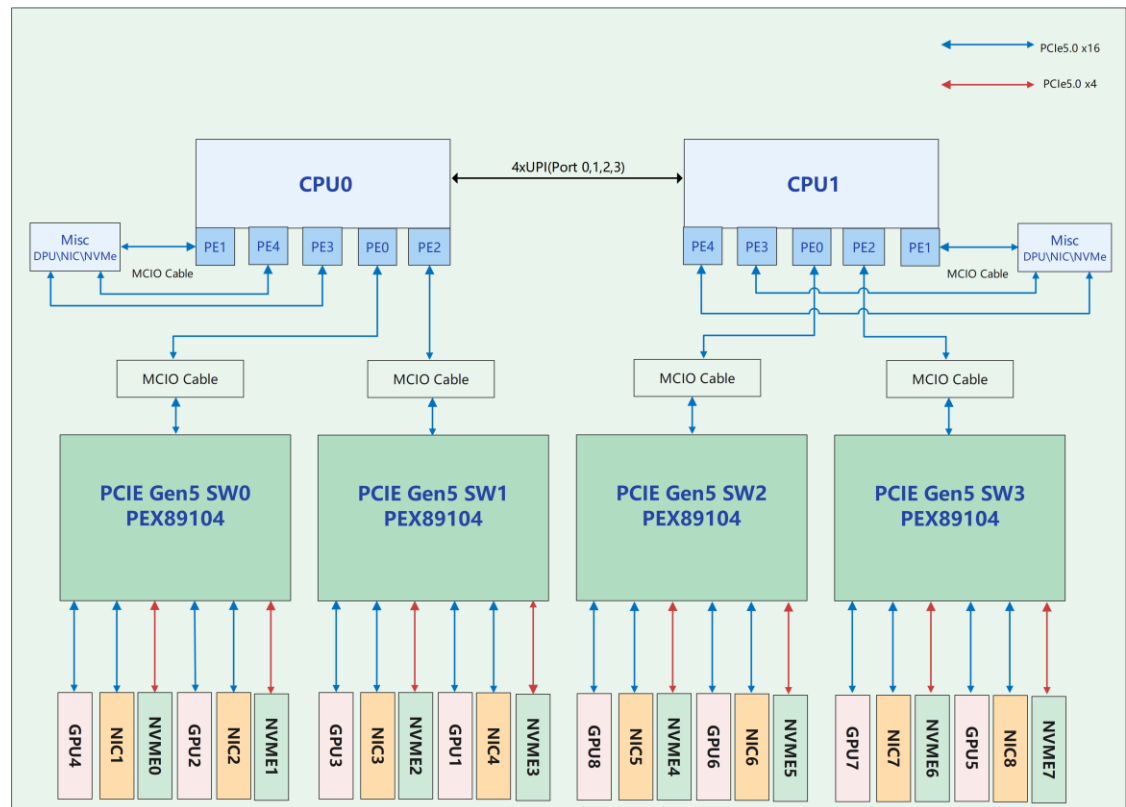 PCIe5.0 x16
PCIe5.0 x4
4xUPI(Port 0,1,2,3)
CPU0
CPU1
PE1
PE4
PE3
PE0
PE2
PE4
PE3
PE0
PE2
PE1
Misc
DPU\NIC\NVMe
MCIO Cable
Misc
DPU\NIC\NVMe
MCIO Cable
MCIO Cable
MCIO Cable
MCIO Cable
MCIO Cable
PCIE Gen5 SW0
PEX89104
PCIE Gen5 SW1
PEX89104
PCIE Gen5 SW2
PEX89104
PCIE Gen5 SW3
PEX89104
GPU4
NIC1
NVME0
GPU2
NIC2
NVME1
GPU3
NIC3
NVME2
GPU1
NIC4
NVME3
GPU8
NIC5
NVME4
GPU6
NIC6
NVME5
GPU7
NIC7
NVME6
GPU5
NIC8
NVME7